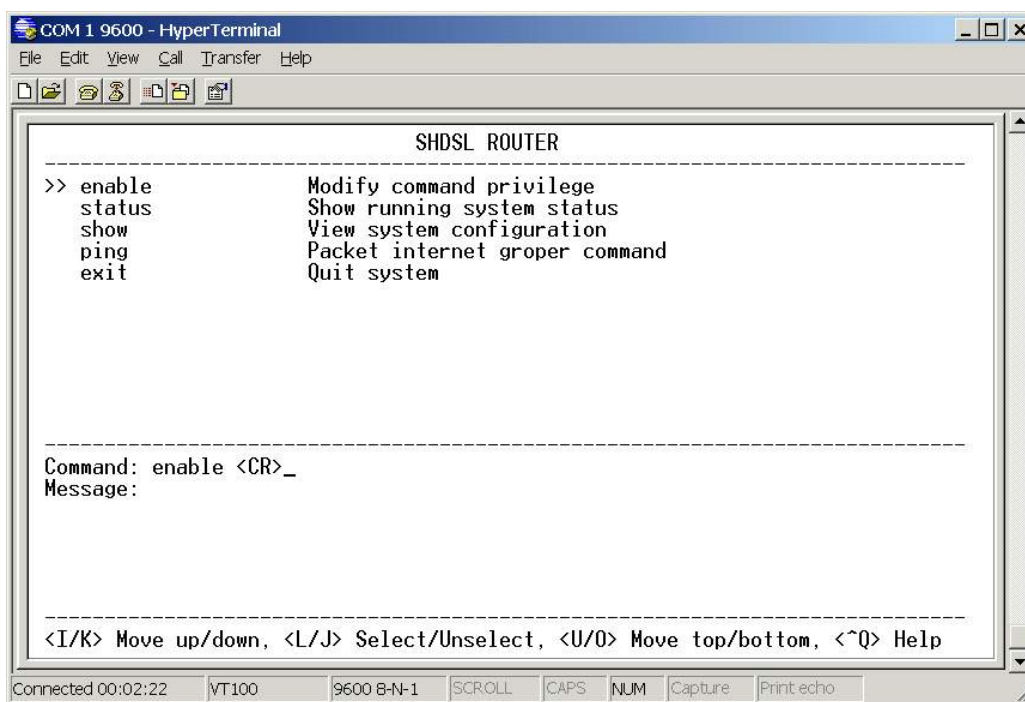 COM 1 9600 - HyperTerminal
File Edit View Call Transfer Help
SHDSL ROUTER
>> enable Modify command privilege
status Show running system status
show View system configuration
ping Packet internet groper command
exit Quit system
Command: enable <CR>_
Message:
<I/K> Move up/down, <L/J> Select/Unselect, <U/O> Move top/bottom, <^Q> Help
Connected 00:02:22 VT100 9600 8-N-1 SCROLL CAPS NUM Capture Print echo